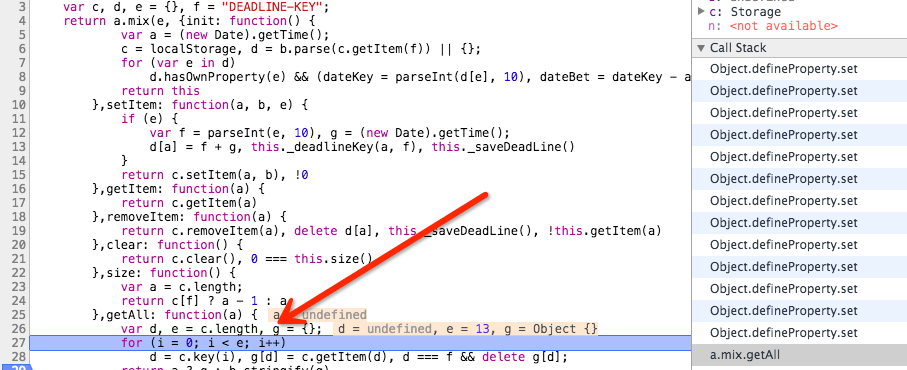 3 var c, d, e = {}, f = "DEADLINE-KEY";
4 return a.mix(e, {init: function() {
5 var a = (new Date).getTime();
6 c = localStorage, d = b.parse(c.getItem(f)) || {};
7 for (var e in d)
8 d.hasOwnProperty(e) && (dateKey = parseInt(d[e], 10), dateBet = dateKey - a
9 return this
10 },setItem: function(a, b, e) {
11 if (e) {
12 var f = parseInt(e, 10), g = (new Date).getTime();
13 d[a] = f + g, this._deadlineKey(a, f), this._saveDeadLine()
14 }
15 return c.setItem(a, b), !0
16 },getItem: function(a) {
17 return c.getItem(a)
18 },removeItem: function(a) {
19 return c.removeItem(a), delete d[a], this._saveDeadLine(), !this.getItem(a)
20 },clear: function() {
21 return c.clear(), 0 === this.size()
22 },size: function() {
23 var a = c.length;
24 return c[f] ? a - 1 : a
25 },getAll: function(a) { a = undefined
26 var d, e = c.length, g = {}; d = undefined, e = 13, g = Object {}
27 for (i = 0; i < e; i++)
28 d = c.key(i), g[d] = c.getItem(d), d === f && delete g[d];
29 return a ? g : b.stringify(g)
c: Storage
n: <not available>
Call Stack
Object.defineProperty.set
Object.defineProperty.set
Object.defineProperty.set
Object.defineProperty.set
Object.defineProperty.set
Object.defineProperty.set
Object.defineProperty.set
Object.defineProperty.set
Object.defineProperty.set
Object.defineProperty.set
Object.defineProperty.set
Object.defineProperty.set
Object.defineProperty.set
a.mix.getAll